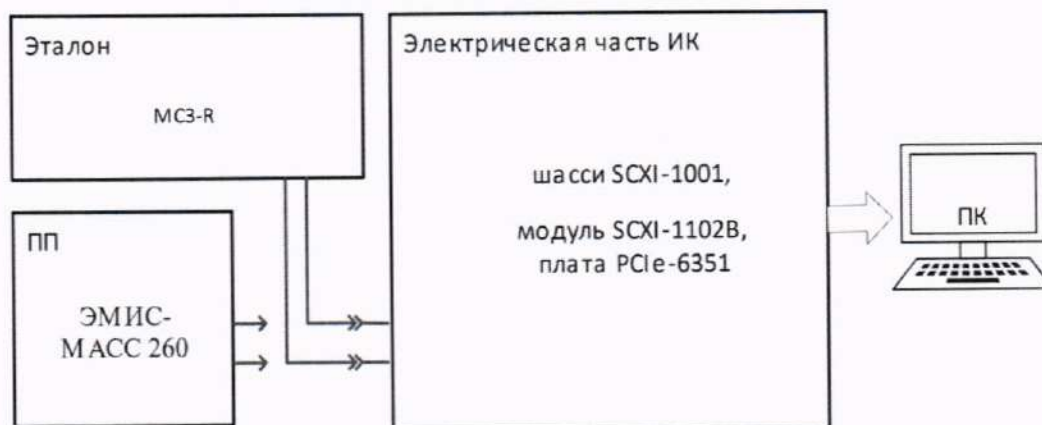 Эталон
МС3-R
ПП
ЭМИС-
МАСС 260
Электрическая часть ИК
шасси SCXI-1001,
модуль SCXI-1102B,
плата PCIe-6351
ПК